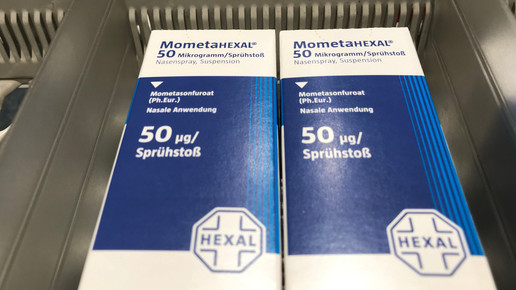 MometaHEXAL®
50 Mikrogramm/Sprühstoß
Nasenspray, Suspension
Mometasonfuroat
(Ph.Eur.)
Nasale Anwendung
50 µg/
Sprühstoß
HEXAL
MometaHEXAL®
50 Mikrogramm/Sprühstoß
Nasenspray, Suspension
Mometasonfuroat
(Ph.Eur.)
Nasale Anwendung
50 µg/
Sprühstoß
HEXAL